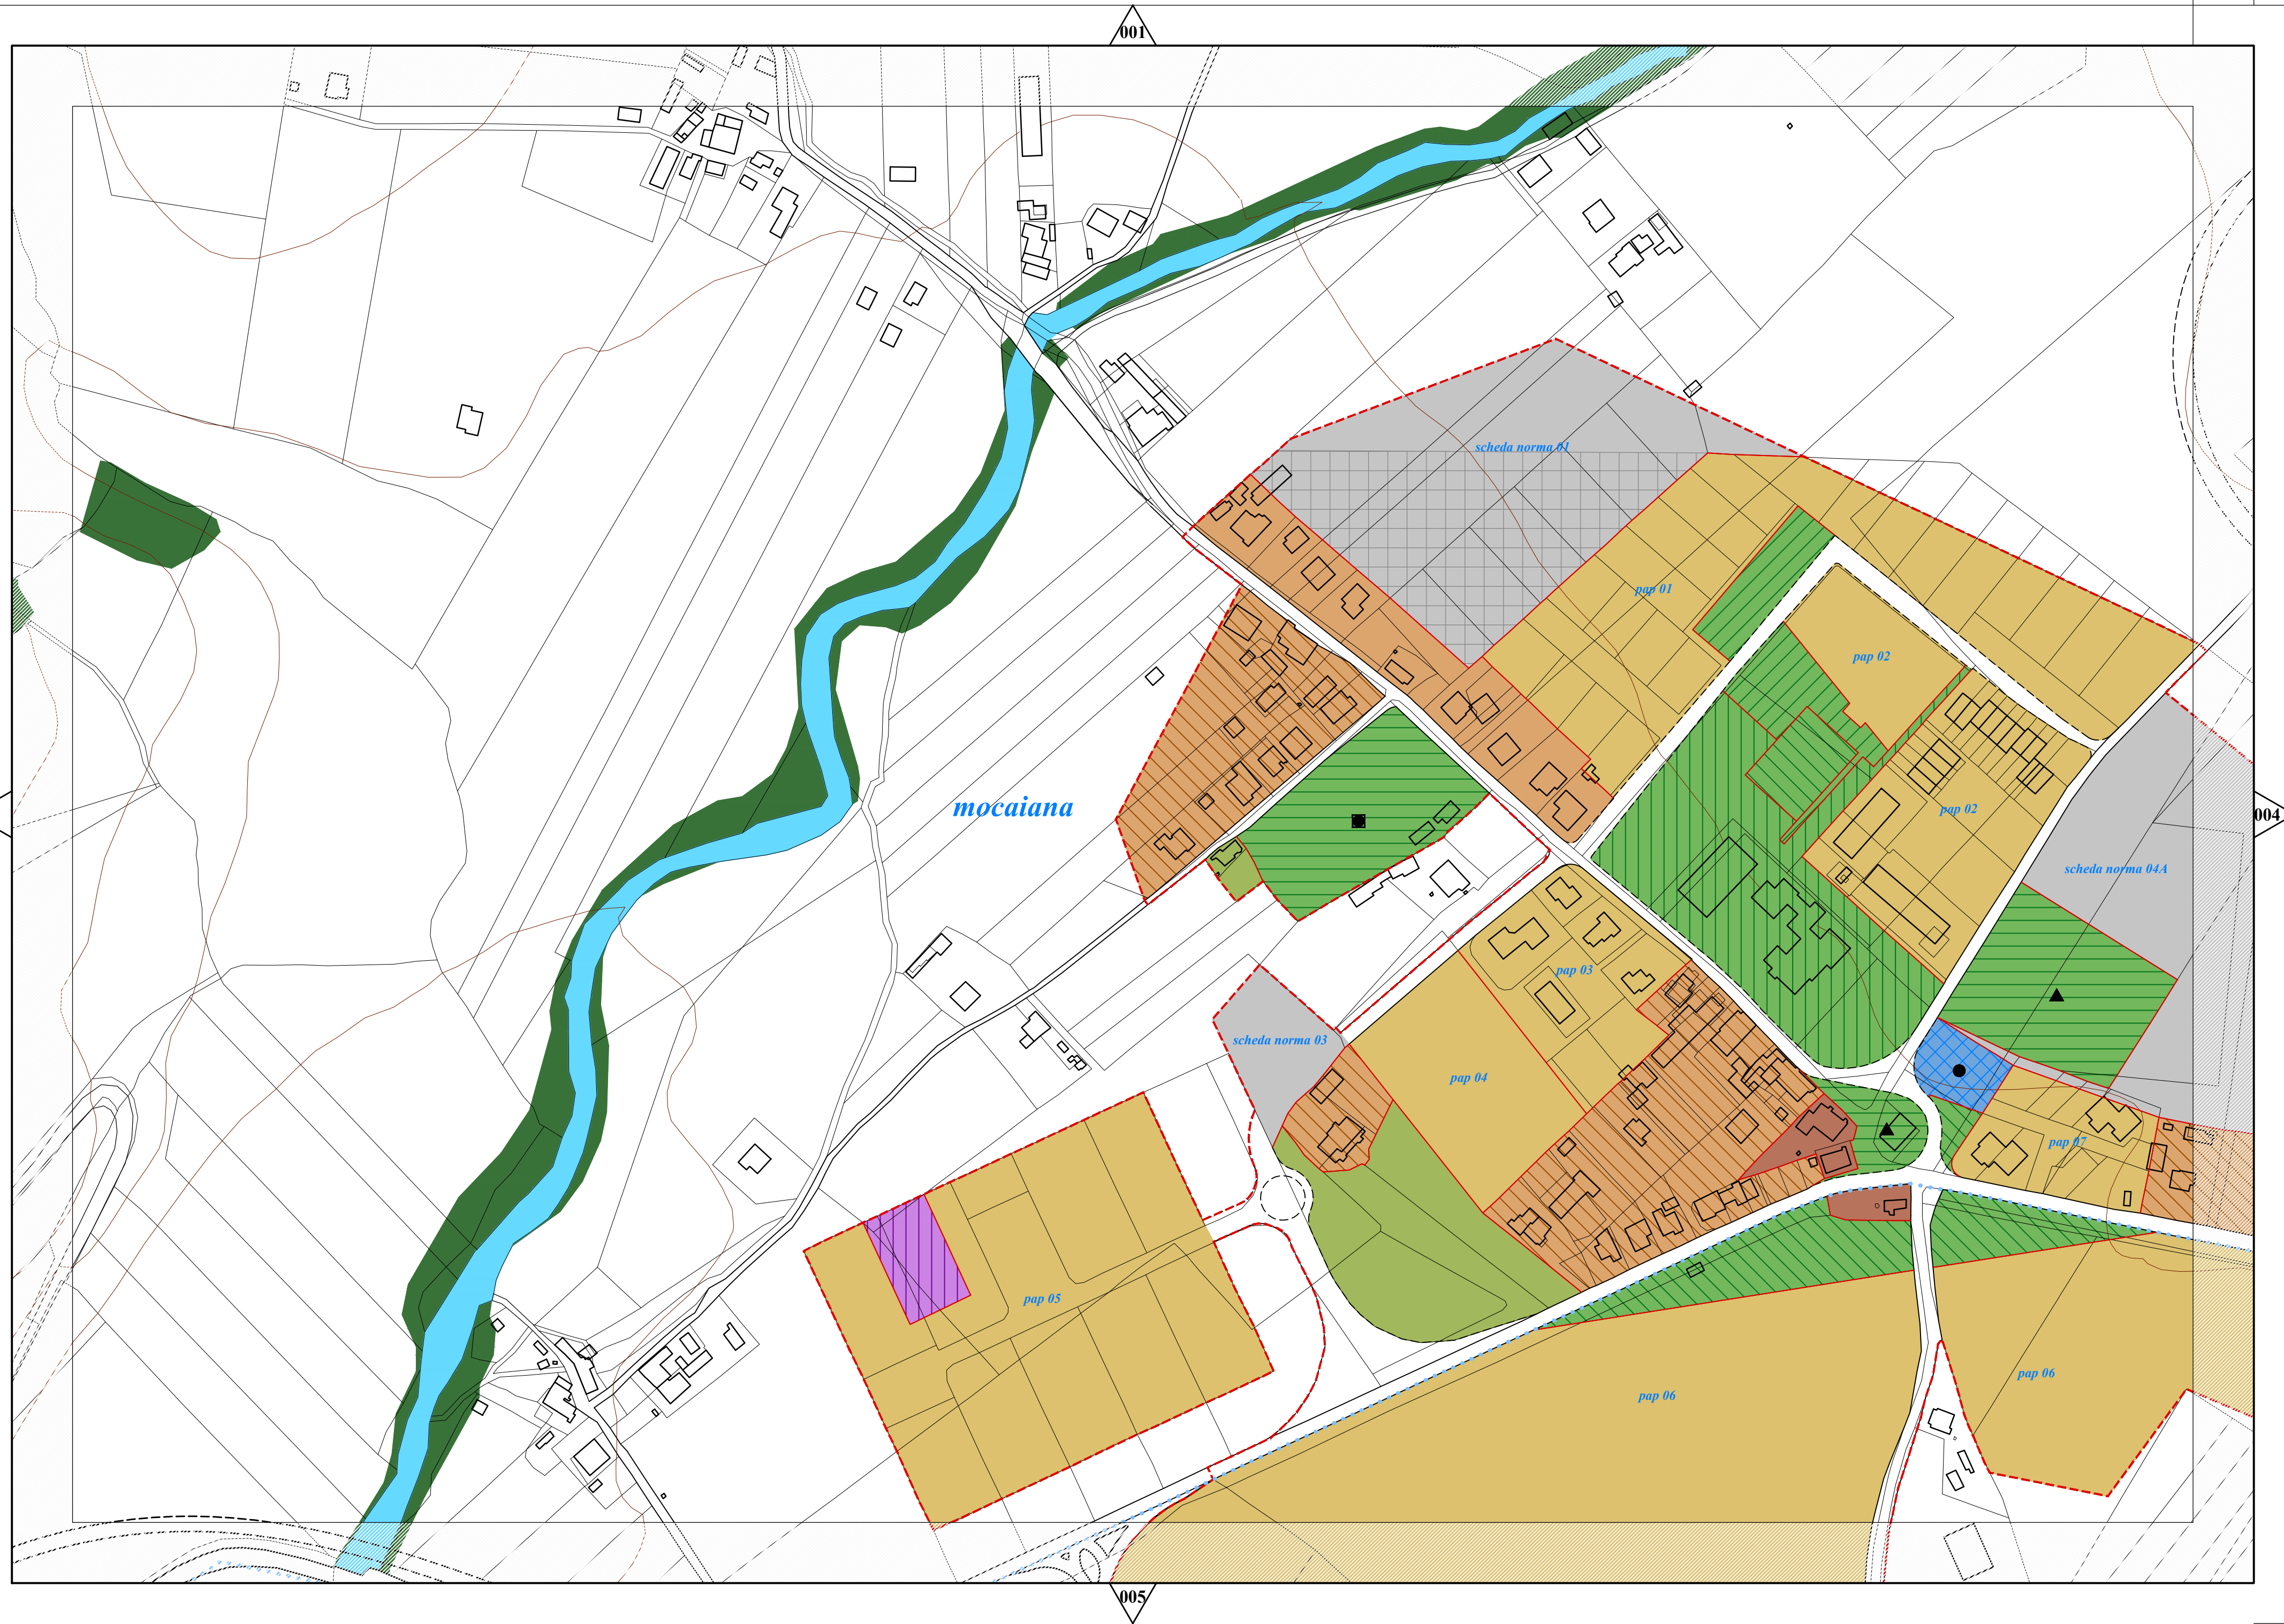 001
scheda norma 01
pap 01
pap 02
mocaiana
pap 02
004
scheda norma 04A
pap 03
scheda norma 03
pap 04
pap 07
pap 05
pap 06
pap 06
005